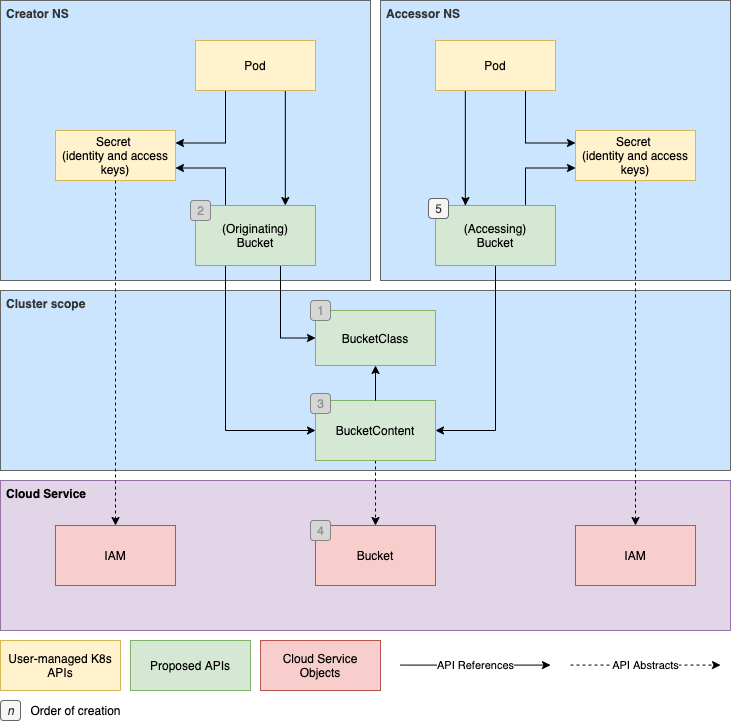 Creator NS
Accessor NS
Pod
Pod
Secret
(identity and access
keys)
Secret
(identity and access
keys)
2
(Originating)
Bucket
5
(Accessing)
Bucket
Cluster scope
1
BucketClass
3
BucketContent
Cloud Service
IAM
4
Bucket
IAM
User-managed K8s
APIs
Proposed APIs
Cloud Service
Objects
API References
API Abstracts
n
Order of creation